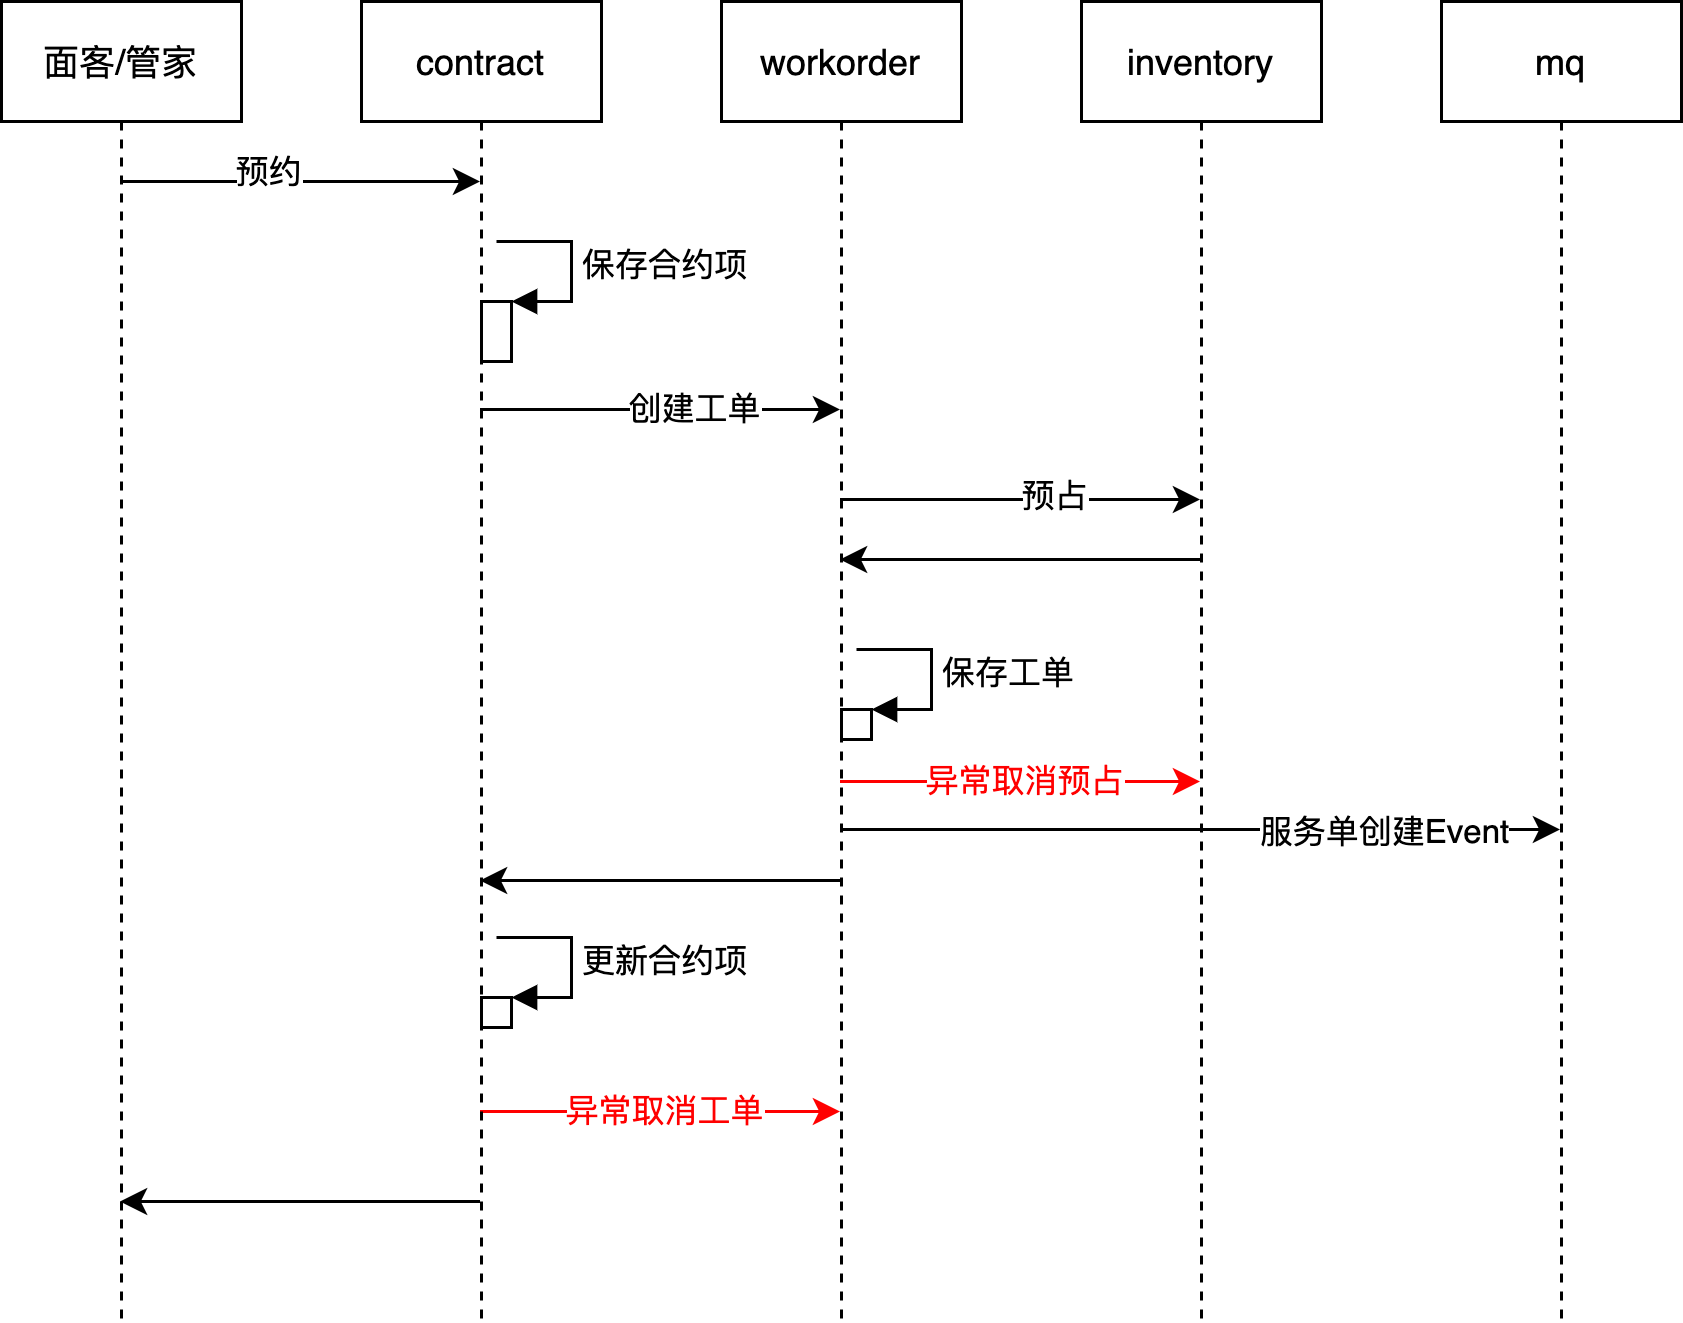 面客/管家
contract
workorder
inventory
mq
预约
保存合约项
创建工单
预占
保存工单
异常取消预占
服务单创建Event
更新合约项
异常取消工单